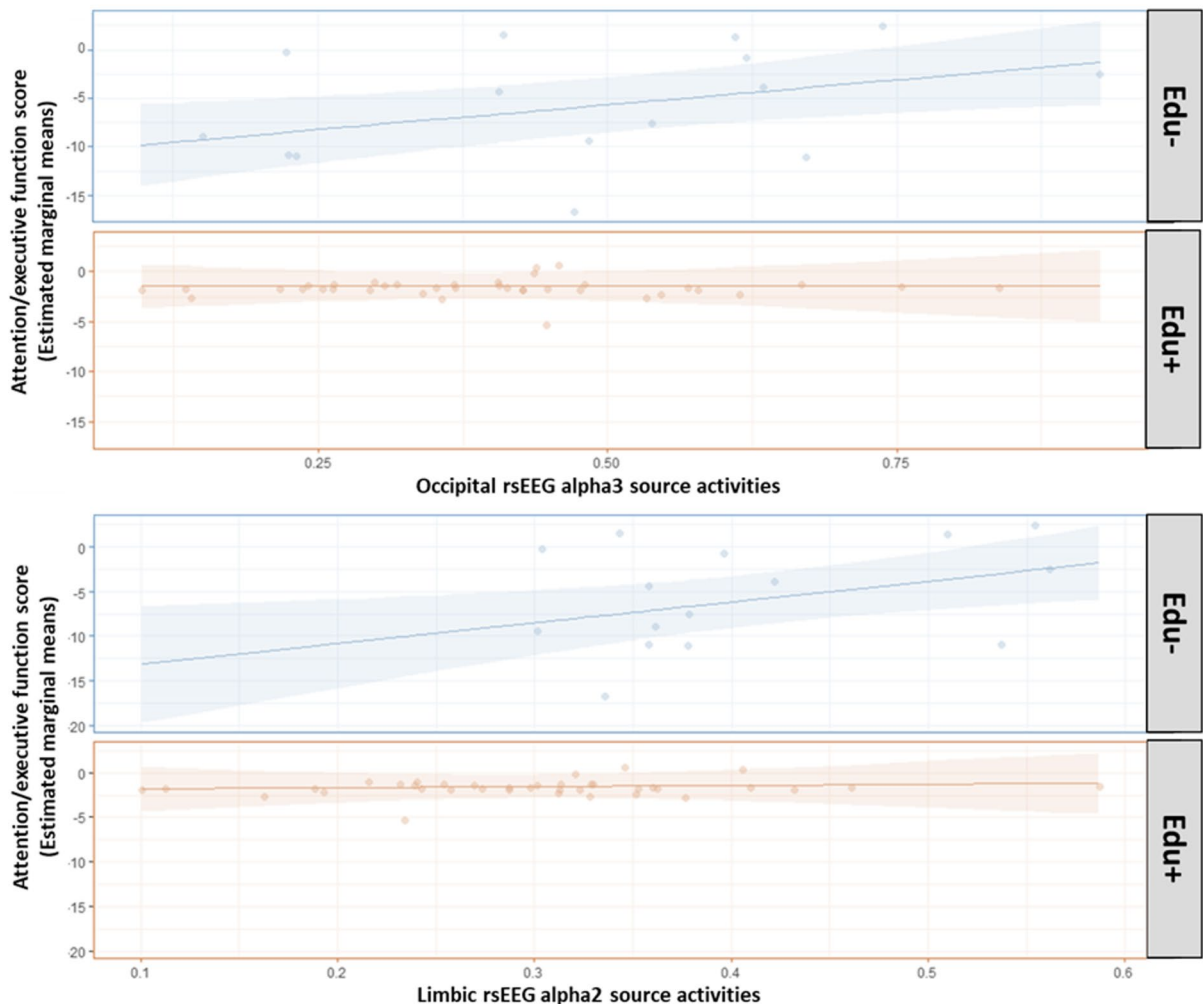 Attention/executive function score
(Estimated marginal means)
0
-5
-10
-15
Edu-
0
-5
-10
-15
Edu+
0.25 0.50 0.75
Occipital rsEEG alpha3 source activities
Attention/executive function score
(Estimated marginal means)
0
-5
-10
-15
-20
Edu-
0
-5
-10
-15
-20
Edu+
0.1 0.2 0.3 0.4 0.5 0.6
Limbic rsEEG alpha2 source activities